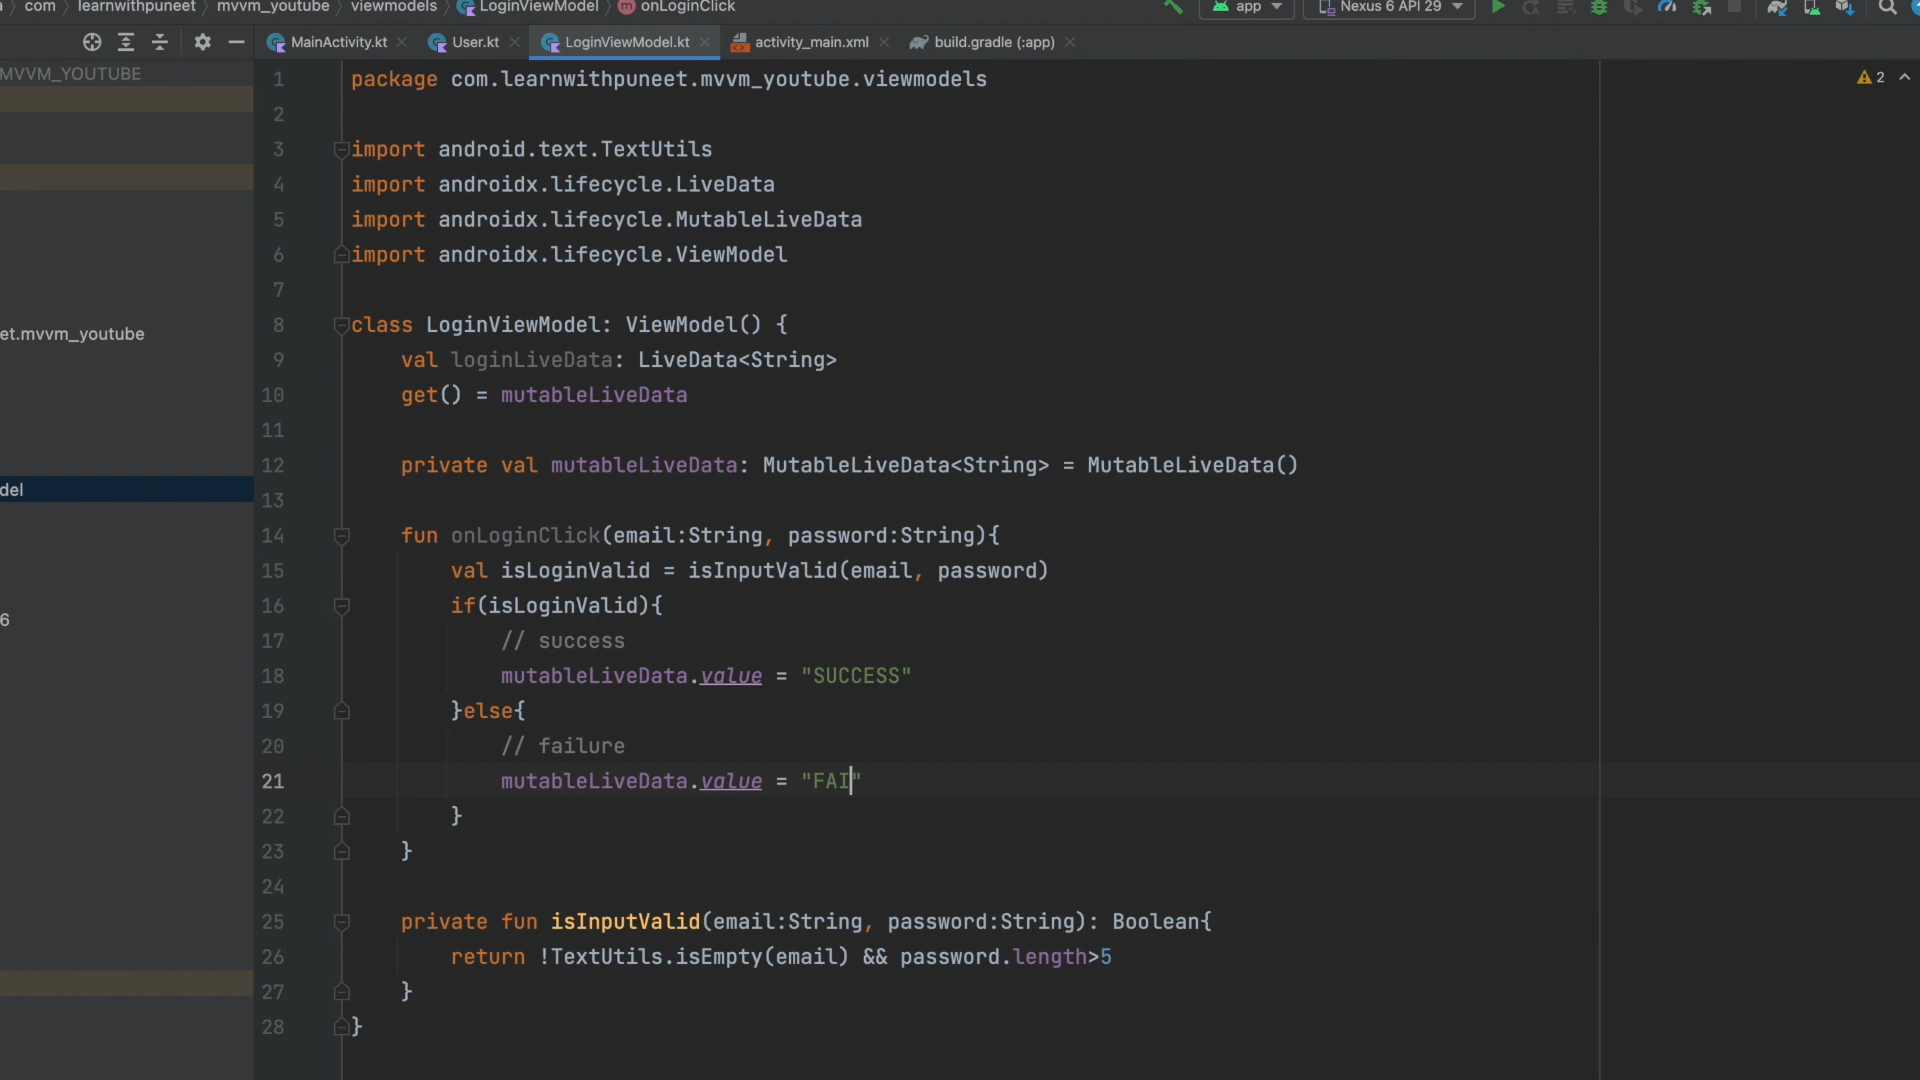 com learnwithpuneet mvvm_youtube viewmodels LoginViewModel onLoginClick app Nexus 6 API 29
MainActivity.kt User.kt LoginViewModel.kt activity_main.xml build.gradle (:app)
MVVM_YOUTUBE
et.mvvm_youtube
del
6
2
1 package com.learnwithpuneet.mvvm_youtube.viewmodels
2
3 import android.text.TextUtils
4 import androidx.lifecycle.LiveData
5 import androidx.lifecycle.MutableLiveData
6 import androidx.lifecycle.ViewModel
7
8 class LoginViewModel: ViewModel() {
9 val loginLiveData: LiveData<String>
10 get() = mutableLiveData
11
12 private val mutableLiveData: MutableLiveData<String> = MutableLiveData()
13
14 fun onLoginClick(email:String, password:String){
15 val isLoginValid = isInputValid(email, password)
16 if(isLoginValid){
17 // success
18 mutableLiveData.value = "SUCCESS"
19 }else{
20 // failure
21 mutableLiveData.value = "FAI"
22 }
23 }
24
25 private fun isInputValid(email:String, password:String): Boolean{
26 return !TextUtils.isEmpty(email) && password.length>5
27 }
28 }